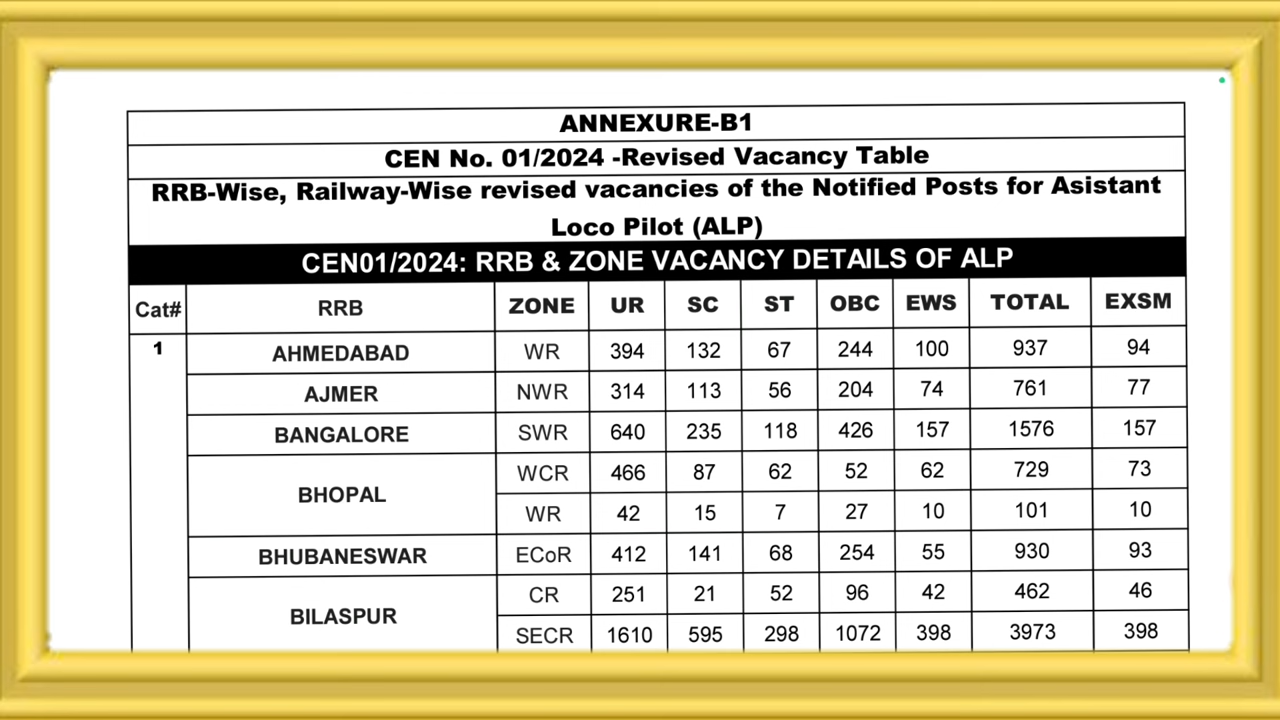 ANNEXURE-B1
CEN No. 01/2024 -Revised Vacancy Table
RRB-Wise, Railway-Wise revised vacancies of the Notified Posts for Asistant
Loco Pilot (ALP)
CEN01/2024: RRB & ZONE VACANCY DETAILS OF ALP
Cat# RRB ZONE UR SC ST OBC EWS TOTAL EXSM
1 AHMEDABAD WR 394 132 67 244 100 937 94
AJMER NWR 314 113 56 204 74 761 77
BANGALORE SWR 640 235 118 426 157 1576 157
BHOPAL WCR 466 87 62 52 62 729 73
WR 42 15 7 27 10 101 10
BHUBANESWAR ECoR 412 141 68 254 55 930 93
BILASPUR CR 251 21 52 96 42 462 46
SECR 1610 595 298 1072 398 3973 398